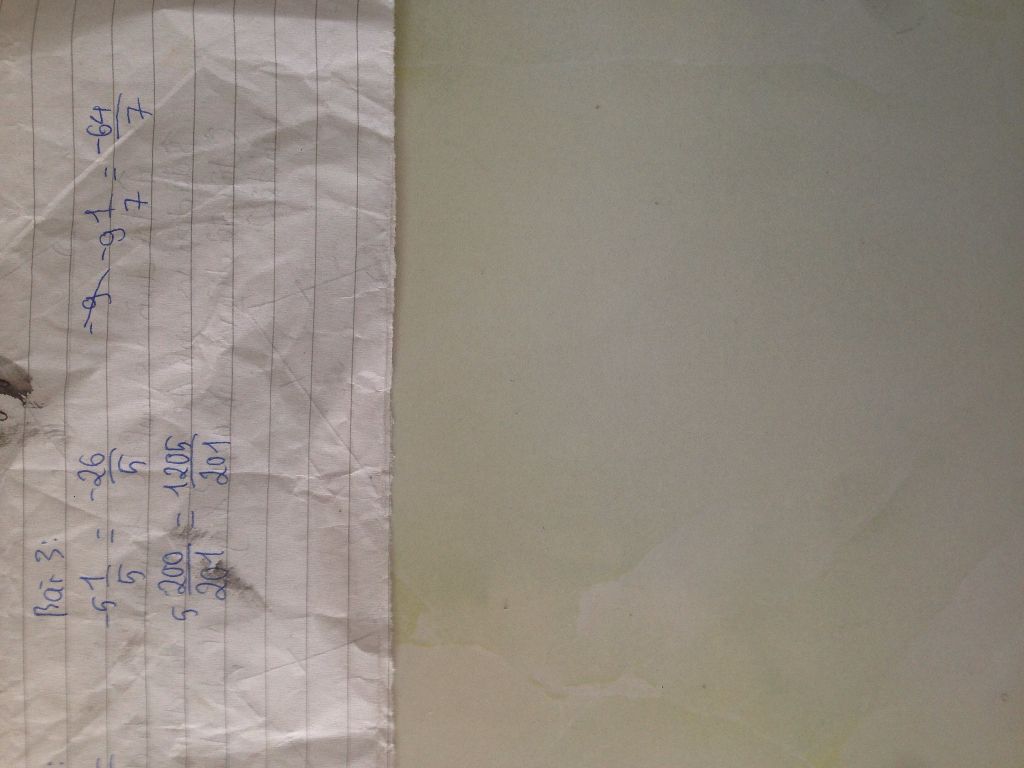 Bài 3:
-5 1/5 = -26/5 -9 1/7 = -64/7
5 200/201 = 1205/201